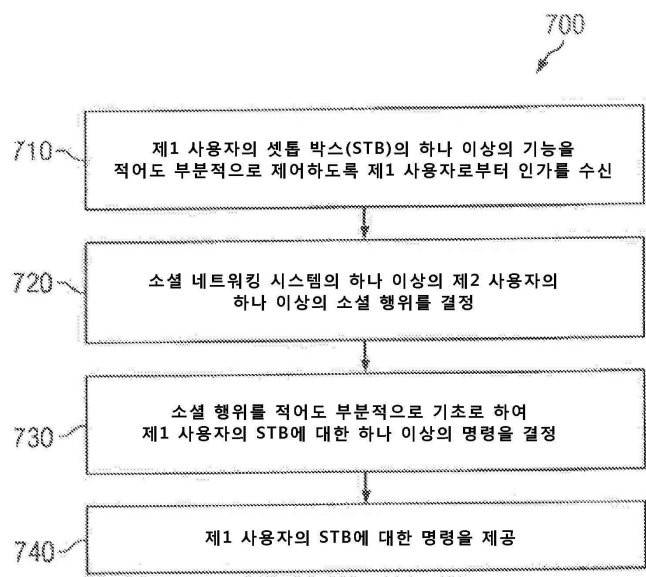 700
710
제1 사용자의 셋톱 박스(STB)의 하나 이상의 기능을
적어도 부분적으로 제어하도록 제1 사용자로부터 인가를 수신
720
소셜 네트워킹 시스템의 하나 이상의 제2 사용자의
하나 이상의 소셜 행위를 결정
730
소셜 행위를 적어도 부분적으로 기초로 하여
제1 사용자의 STB에 대한 하나 이상의 명령을 결정
740
제1 사용자의 STB에 대한 명령을 제공